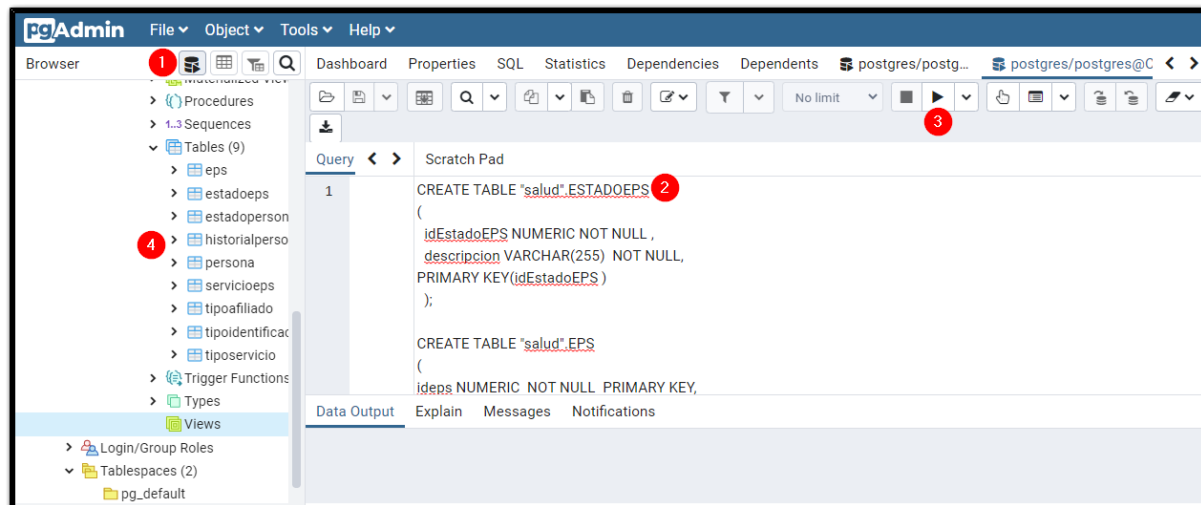 pgAdmin File Object Tools Help
Browser 1 Dashboard Properties SQL Statistics Dependencies Dependents postgres/postg... postgres/postgres@C
Procedures
1..3 Sequences
Tables (9)
eps
estadoeps
estadoperson
historialperso
persona
servicioeps
tipoafiliado
tipoidentificac
tiposervicio
Trigger Functions
Types
Views
Login/Group Roles
Tablespaces (2)
pg_default
4
No limit
3
Query Scratch Pad
1 CREATE TABLE "salud".ESTADOEPS 2
(
idEstadoEPS NUMERIC NOT NULL ,
descripcion VARCHAR(255) NOT NULL,
PRIMARY KEY(idEstadoEPS )
);
CREATE TABLE "salud".EPS
(
ideps NUMERIC NOT NULL PRIMARY KEY,
Data Output Explain Messages Notifications